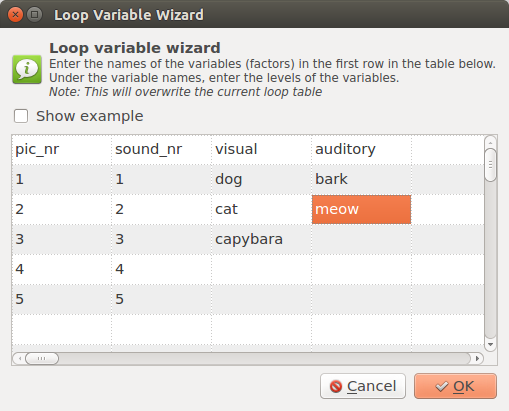 Loop Variable Wizard
Loop variable wizard
Enter the names of the variables (factors) in the first row in the table below.
Under the variable names, enter the levels of the variables.
Note: This will overwrite the current loop table
Show example
pic_nr sound_nr visual auditory
1 1 dog bark
2 2 cat meow
3 3 capybara
4 4
5 5
Cancel OK